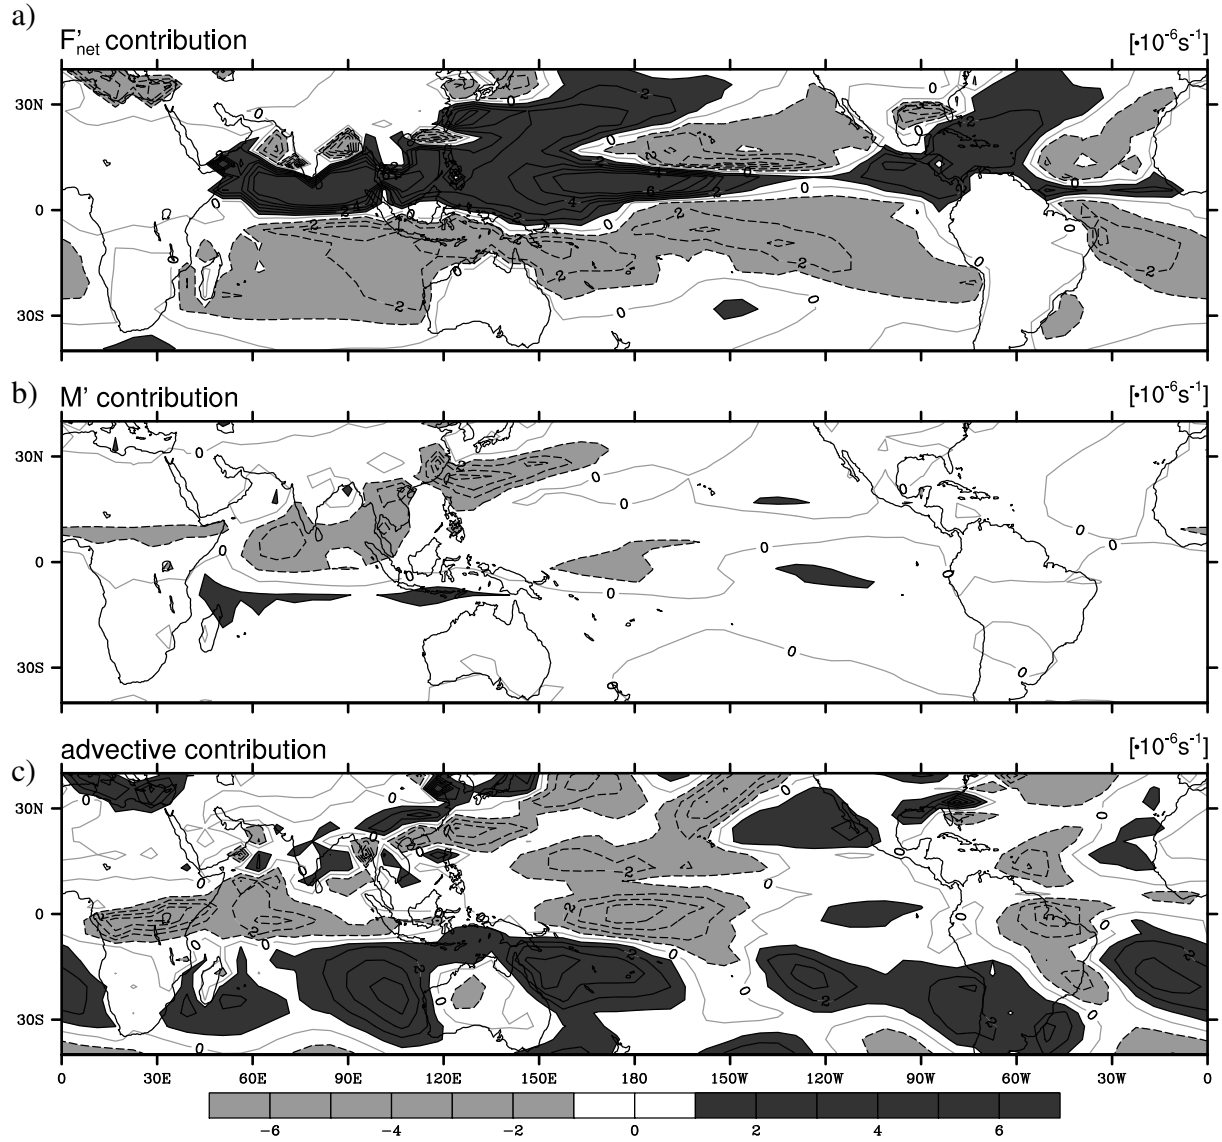 a)
F'net contribution [·10-6s-1]
30N
0
30S
b)
M' contribution [·10-6s-1]
30N
0
30S
c)
advective contribution [·10-6s-1]
30N
0
30S
0 30E 60E 90E 120E 150E 180 150W 120W 90W 60W 30W 0
-6 -4 -2 0 2 4 6